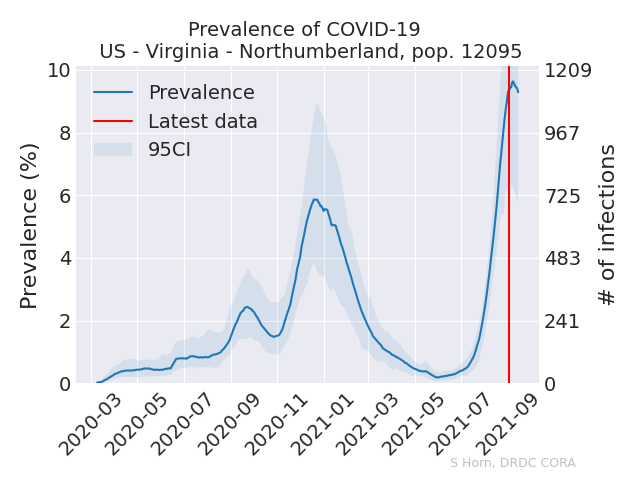 Prevalence of COVID-19
US - Virginia - Northumberland, pop. 12095
10
8
6
4
2
0
Prevalence (%)
Prevalence
Latest data
95CI
1209
967
725
483
241
0
# of infections
2020-03
2020-05
2020-07
2020-09
2020-11
2021-01
2021-03
2021-05
2021-07
2021-09
S Horn, DRDC CORA